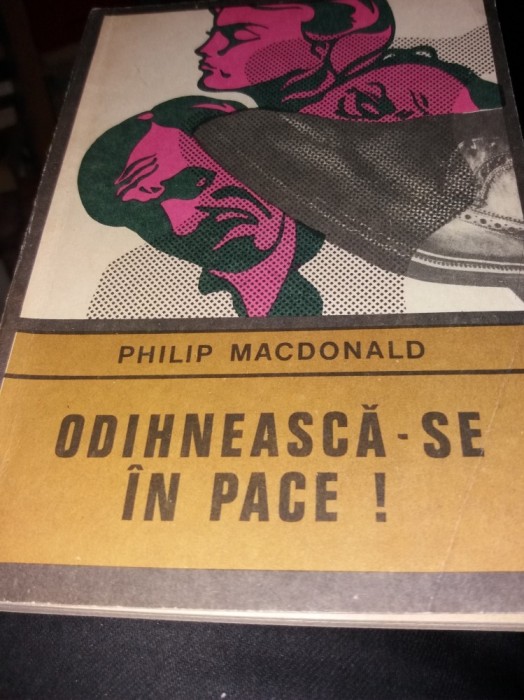 PHILIP MACDONALD
ODIHNEASCĂ-SE
ÎN PACE !